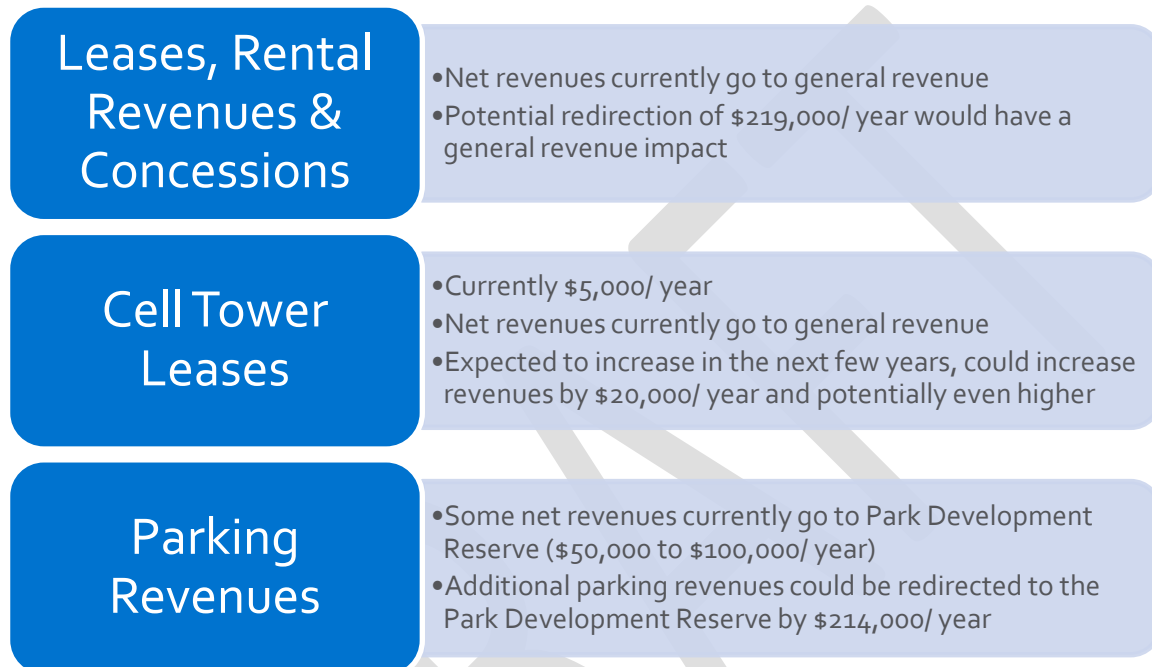 Leases, Rental
Revenues &
Concessions
•Net revenues currently go to general revenue
•Potential redirection of $219,000/ year would have a
general revenue impact
Cell Tower
Leases
•Currently $5,000/ year
•Net revenues currently go to general revenue
•Expected to increase in the next few years, could increase
revenues by $20,000/ year and potentially even higher
Parking
Revenues
•Some net revenues currently go to Park Development
Reserve ($50,000 to $100,000/ year)
•Additional parking revenues could be redirected to the
Park Development Reserve by $214,000/ year